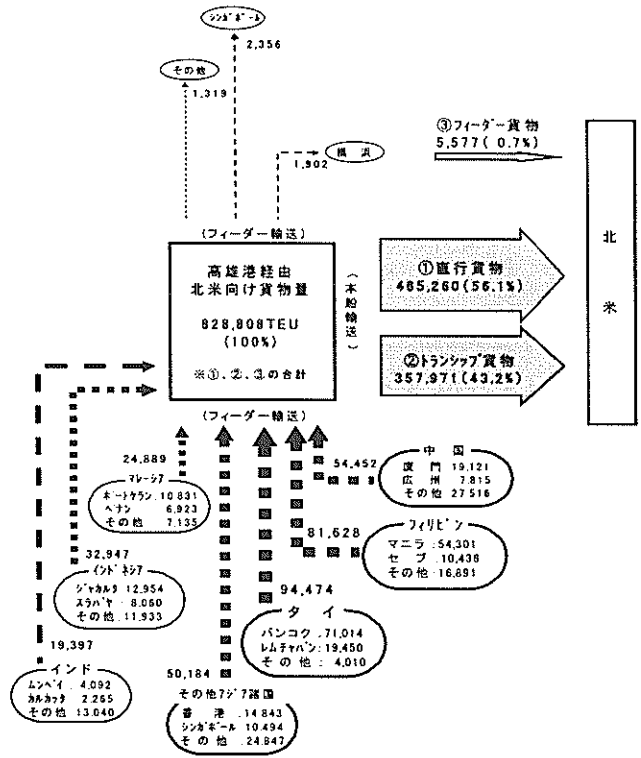 シンガポール
2,356
その他
1,319
横浜
1,902
③フィーダー貨物
5,577( 0.7%)
(フィーダー輸送)
高雄港経由
北米向け貨物量
828,808TEU
(100%)
※①、②、③の合計
(本船輸送)
①直行貨物
465,260(56.1%)
②トランシップ貨物
357,971(43.2%)
北米
(フィーダー輸送)
24,889
マレーシア
ポートケラン.10 831
ペナン 6,923
その他 7.135
54,452
中国
廈門 19,121
広州 7.815
その他 27 516
81,628
フィリピン
マニラ:54,301
セブ.10,436
その他・16,891
32,947
インドネシア
ジャカルタ 12,954
スラバヤ・8,060
その他.11,933
94,474
タイ
バンコク.71,014
レムチャバン:19,450
その他:4,010
19,397
インド
ムンベイ.4,092
カルカッタ 2,265
その他 13,040
50,184
その他アジア諸国
香港.14 843
シンガポール 10,494
その他.24,847